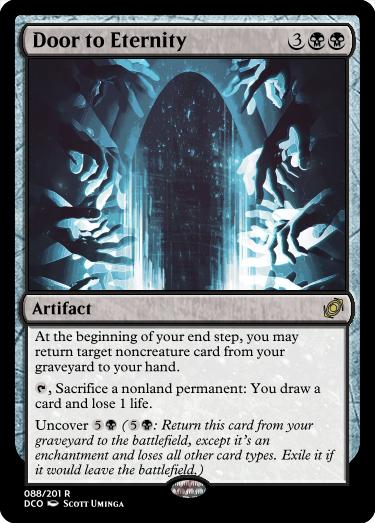 Door to Eternity 3
Artifact
At the beginning of your end step, you may
return target noncreature card from your
graveyard to your hand.
, Sacrifice a nonland permanent: You draw a
card and lose 1 life.
Uncover 5 (5 : Return this card from your
graveyard to the battlefield, except it's an
enchantment and loses all other card types. Exile it if
it would leave the battlefield.)
088/201 R
DCO Scott Uminga